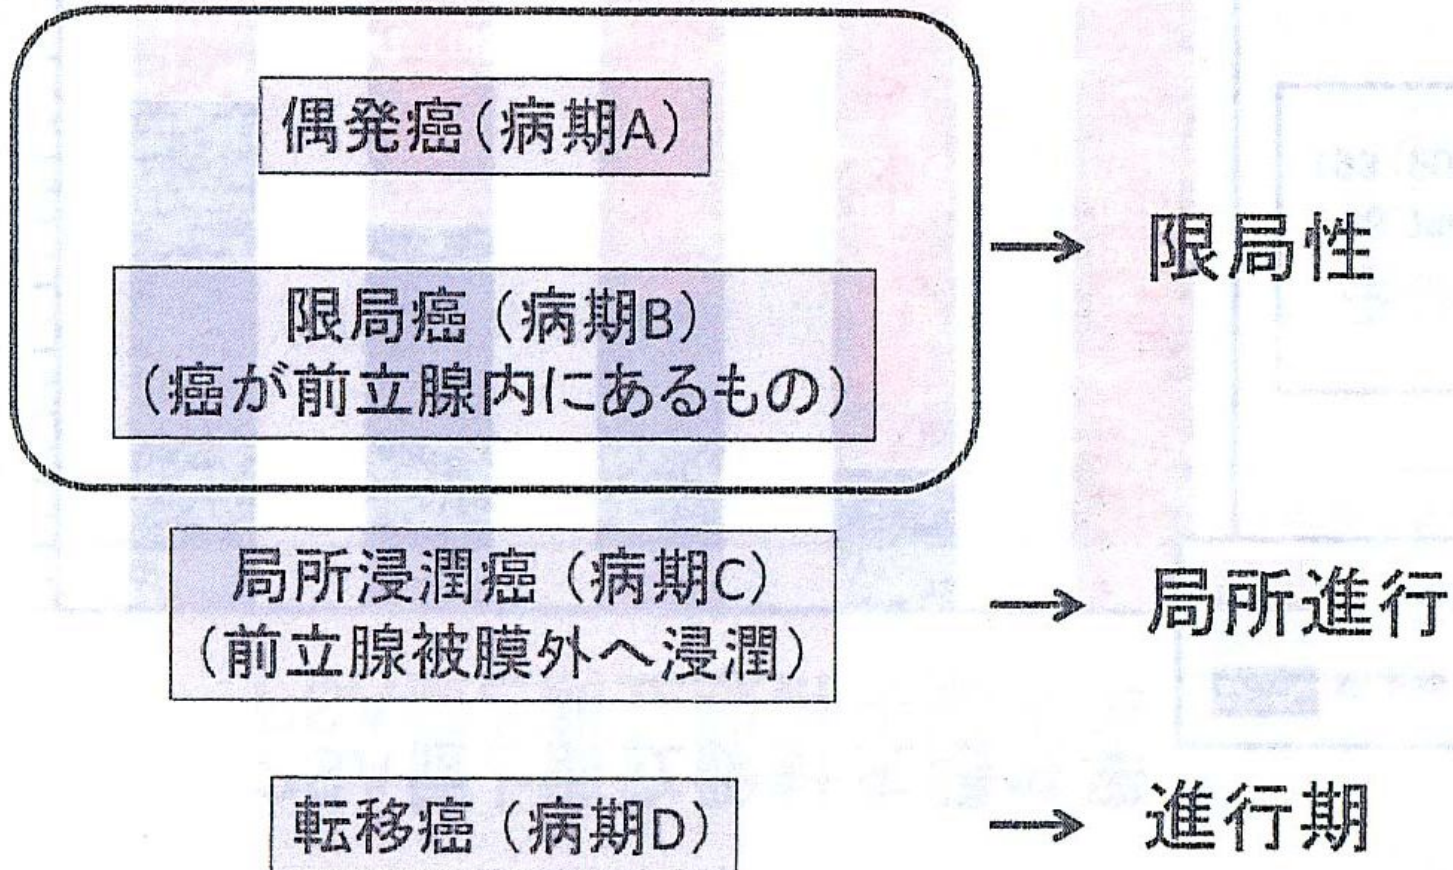 偶発癌（病期A）
限局癌（病期B）
（癌が前立腺内にあるもの）
→ 限局性
局所浸潤癌（病期C）
（前立腺被膜外へ浸潤）
→ 局所進行
転移癌（病期D）
→ 進行期